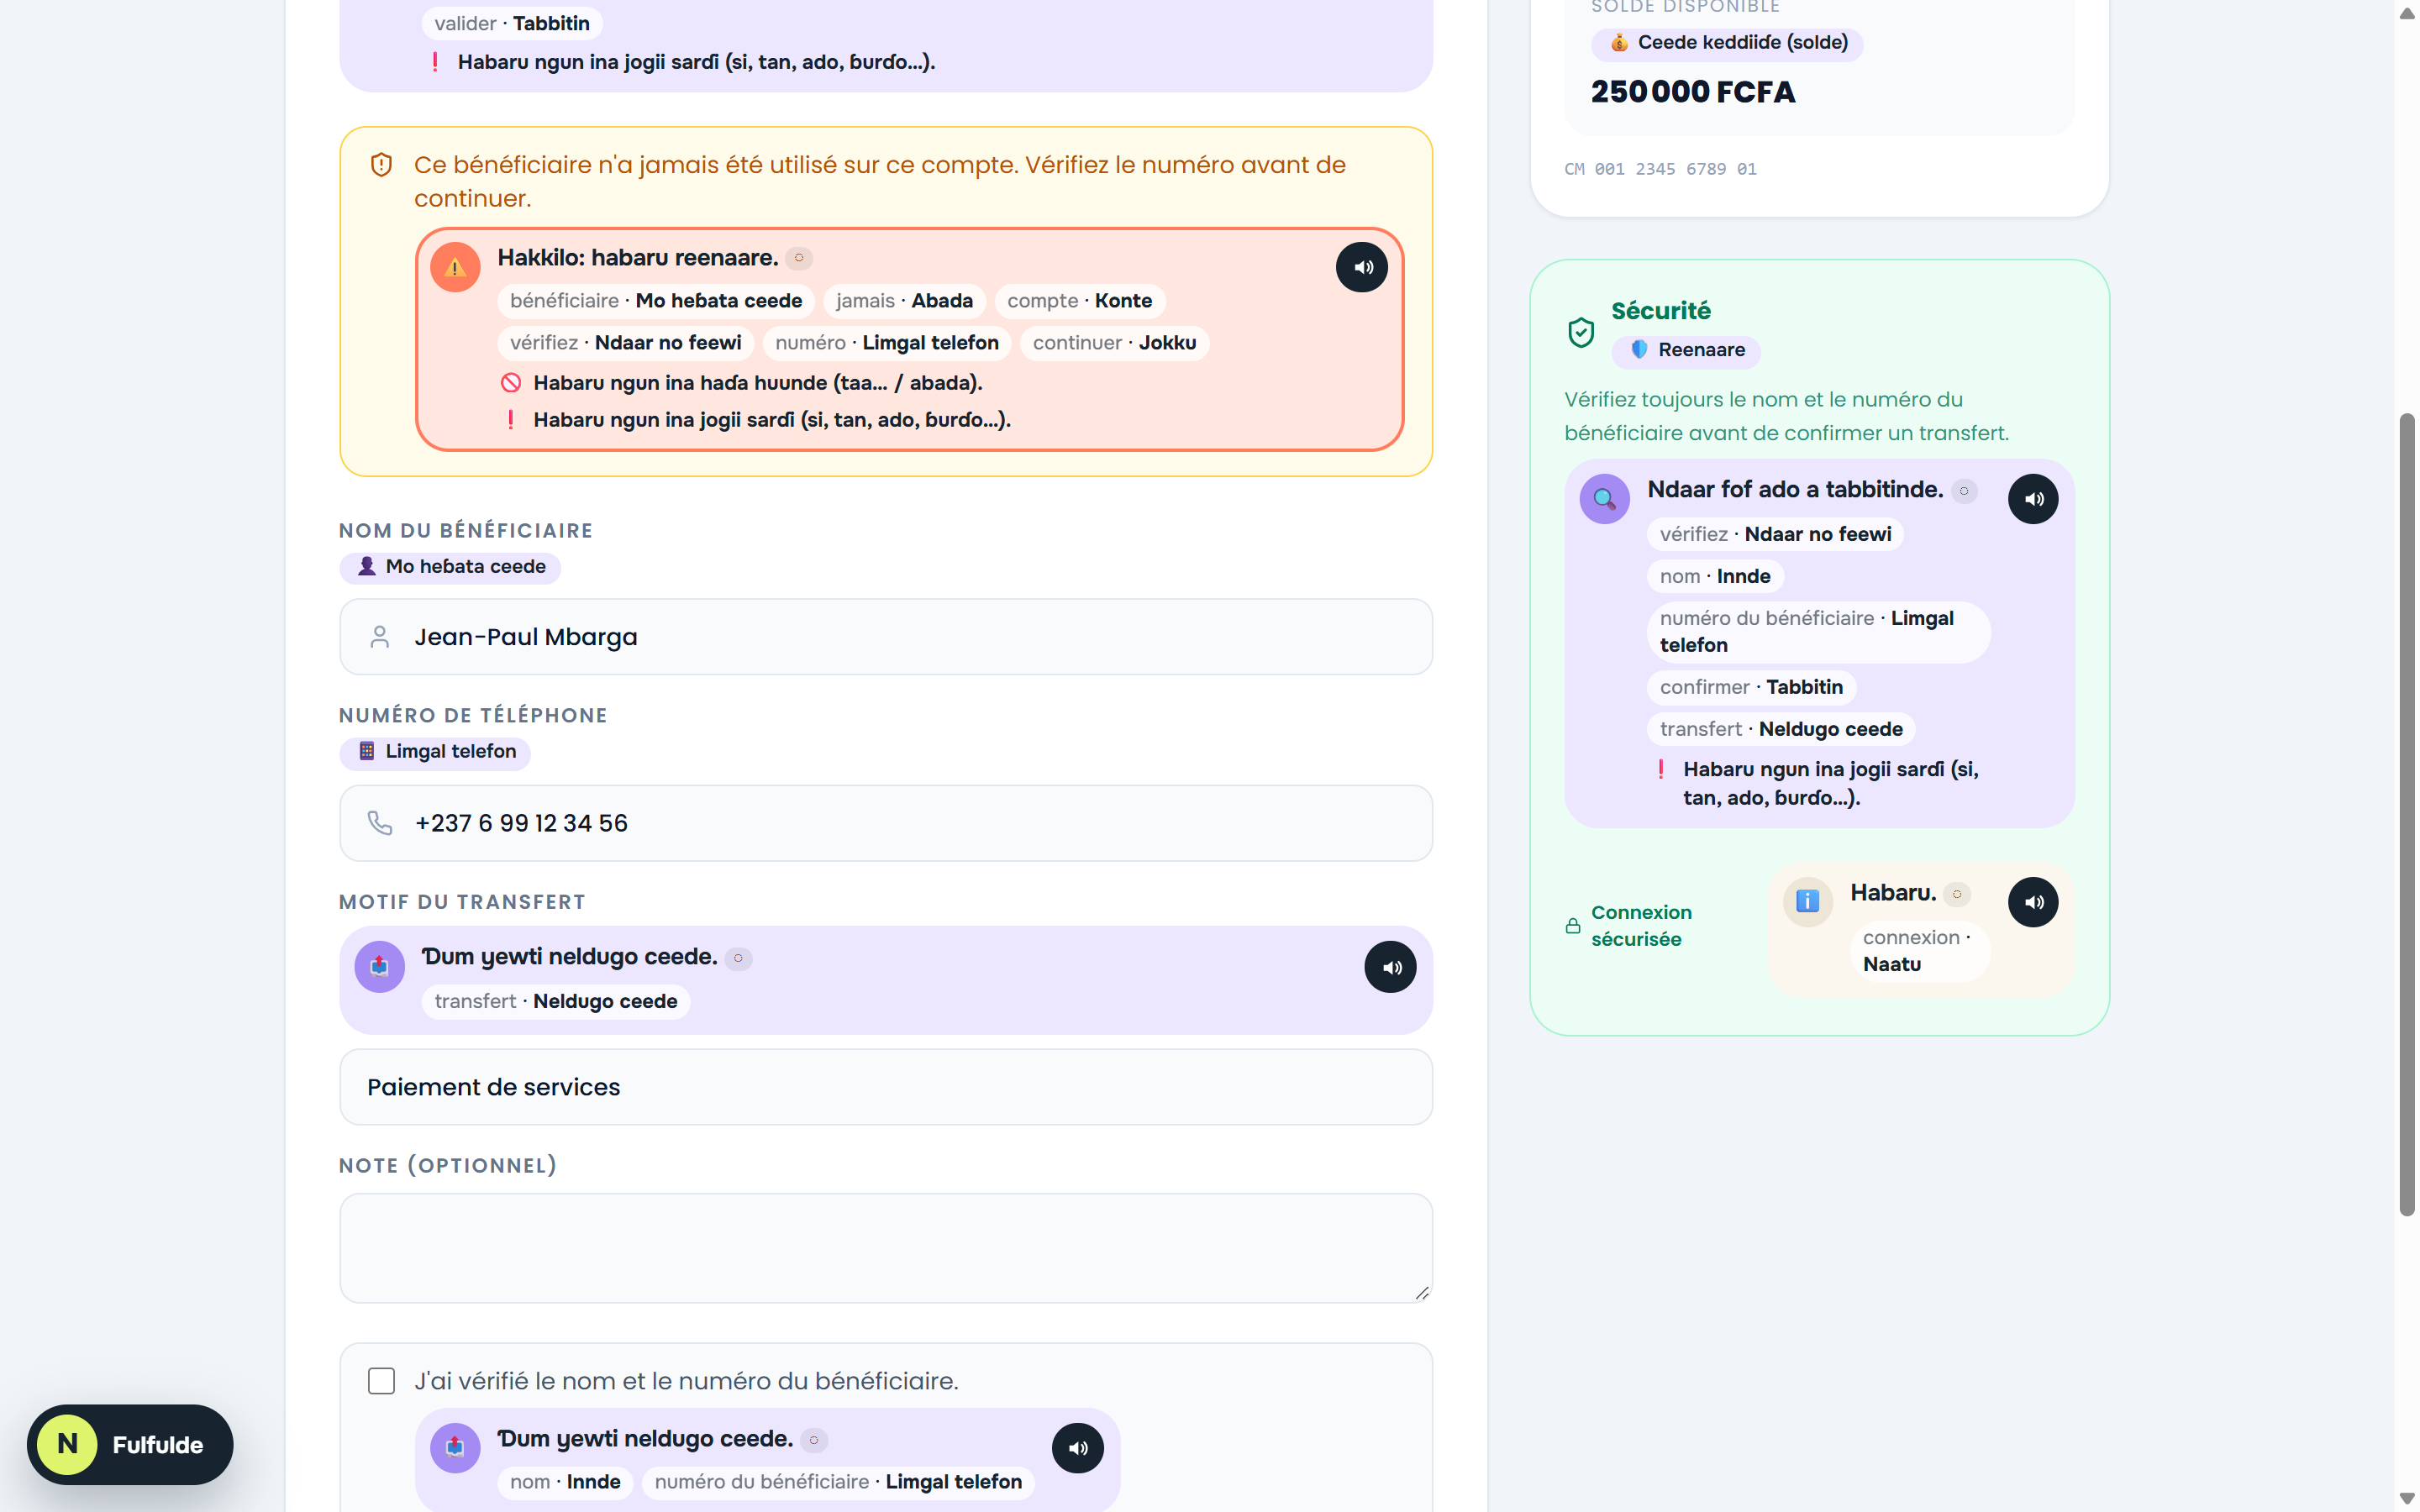 valider · Tabbitin
❗ Habaru ngun ina jogii sarɗi (si, tan, ado, ɓurɗo...).
Ce bénéficiaire n'a jamais été utilisé sur ce compte. Vérifiez le numéro avant de
continuer.
Hakkilo: habaru reenaare.
bénéficiaire · Mo heɓata ceede jamais · Abada compte · Konte
vérifiez · Ndaar no feewi numéro · Limgal telefon continuer · Jokku
Habaru ngun ina haɗa huunde (taa... / abada).
❗ Habaru ngun ina jogii sarɗi (si, tan, ado, ɓurɗo...).
NOM DU BÉNÉFICIAIRE
Mo heɓata ceede
Jean-Paul Mbarga
NUMÉRO DE TÉLÉPHONE
Limgal telefon
+237 6 99 12 34 56
MOTIF DU TRANSFERT
Ɗum yewti neldugo ceede.
transfert · Neldugo ceede
Paiement de services
NOTE (OPTIONNEL)
J'ai vérifié le nom et le numéro du bénéficiaire.
Ɗum yewti neldugo ceede.
nom · Innde numéro du bénéficiaire · Limgal telefon
N Fulfulde
SOLDE DISPONIBLE
Ceede keddiiɗe (solde)
250 000 FCFA
CM 001 2345 6789 01
Sécurité
Reenaare
Vérifiez toujours le nom et le numéro du
bénéficiaire avant de confirmer un transfert.
Ndaar fof ado a tabbitinde.
vérifiez · Ndaar no feewi
nom · Innde
numéro du bénéficiaire · Limgal
telefon
confirmer · Tabbitin
transfert · Neldugo ceede
❗ Habaru ngun ina jogii sarɗi (si,
tan, ado, ɓurɗo...).
Connexion
sécurisée
Habaru.
connexion ·
Naatu